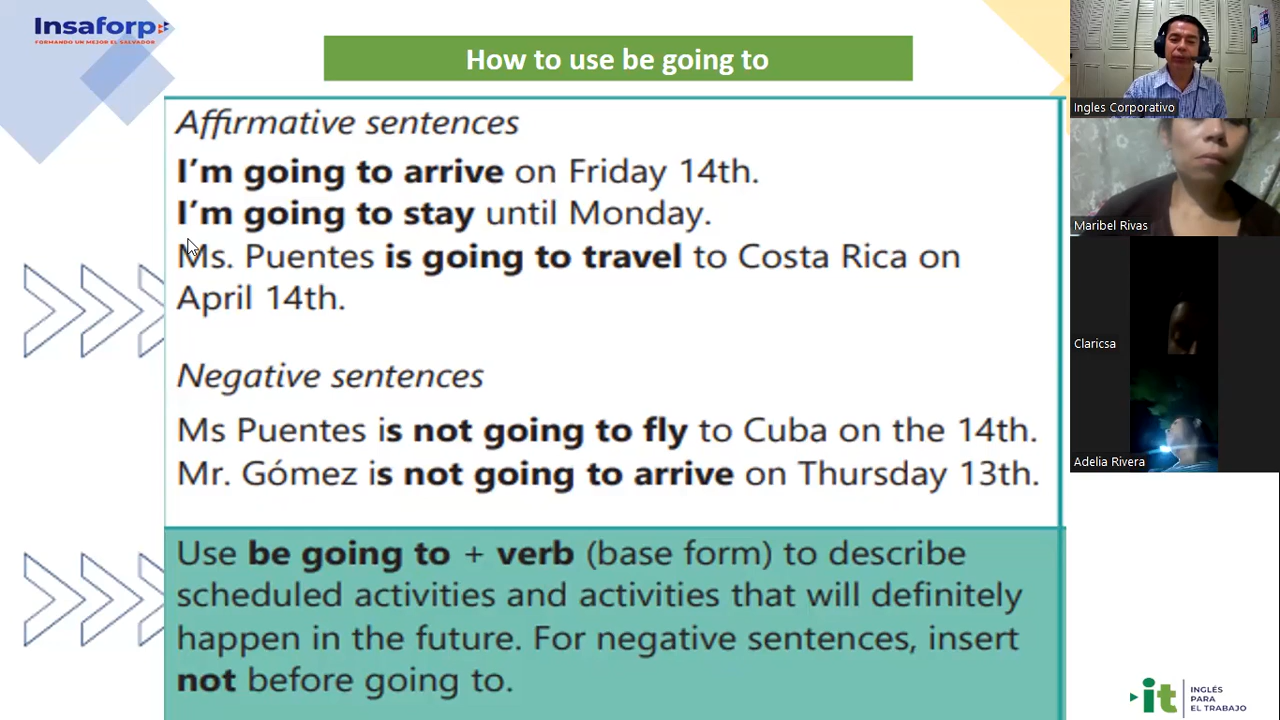 Insaforp
FORMANDO UN MEJOR EL SALVADOR
How to use be going to
Affirmative sentences
I'm going to arrive on Friday 14th.
I'm going to stay until Monday.
Ms. Puentes is going to travel to Costa Rica on
April 14th.
Negative sentences
Ms Puentes is not going to fly to Cuba on the 14th.
Mr. Gómez is not going to arrive on Thursday 13th.
Use be going to + verb (base form) to describe
scheduled activities and activities that will definitely
happen in the future. For negative sentences, insert
not before going to.
Ingles Corporativo
Maribel Rivas
Claricsa
Adelia Rivera
it
INGLÉS
PARA
EL TRABAJO